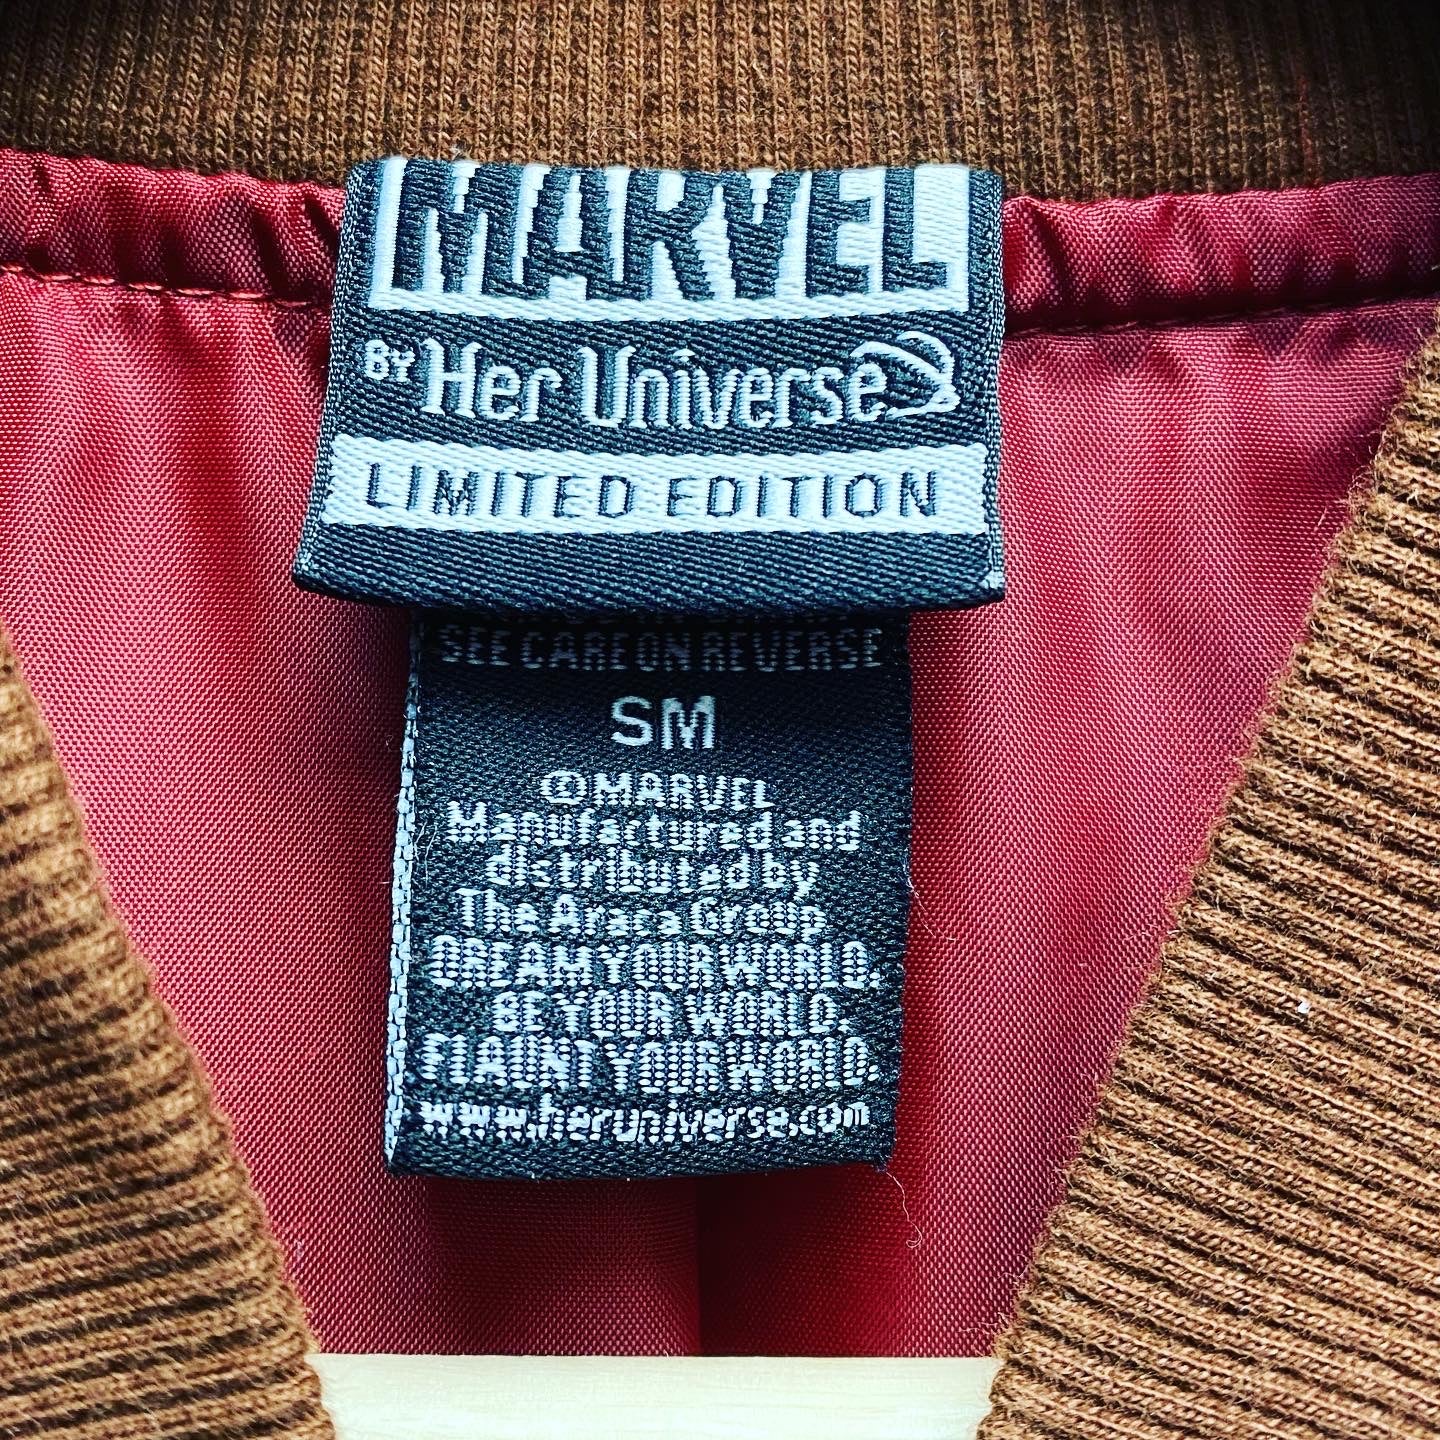 MARVEL
BY Her Universe
LIMITED EDITION
SEE CARE ON REVERSE
SM
©MARVEL
Manufactured and
distributed by
The Araca Group
DREAM YOUR WORLD.
BE YOUR WORLD.
FLAUNT YOUR WORLD.
www.heruniverse.com